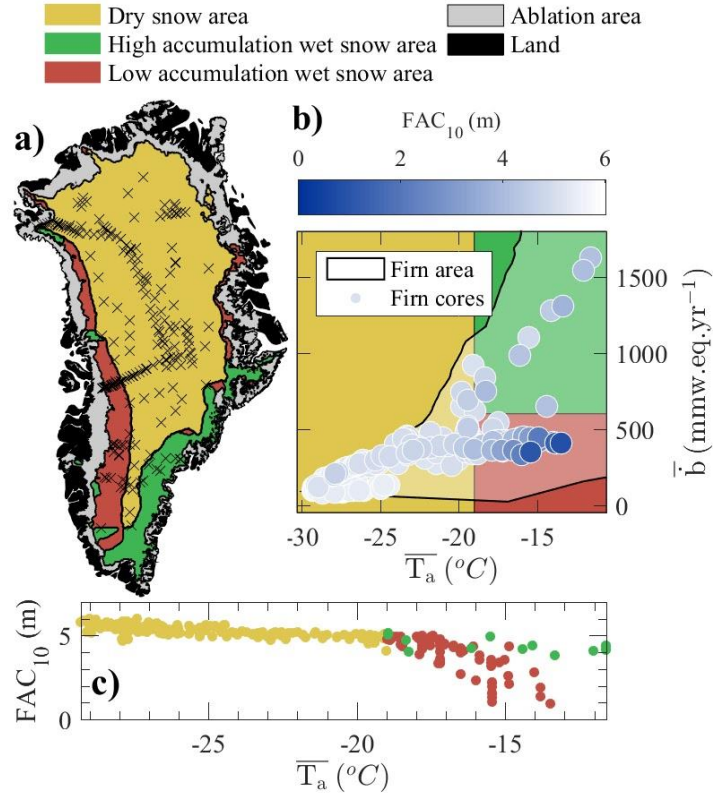 Dry snow area
High accumulation wet snow area
Low accumulation wet snow area
Ablation area
Land
a)
b)
FAC10 (m)
0 2 4 6
Firn area
Firn cores
1500
1000
500
0
ḃ (mmw.eq.yr⁻¹)
-30 -25 -20 -15
Ta (°C)
FAC10 (m)
5
0
c)
-25 -20 -15
Ta (°C)